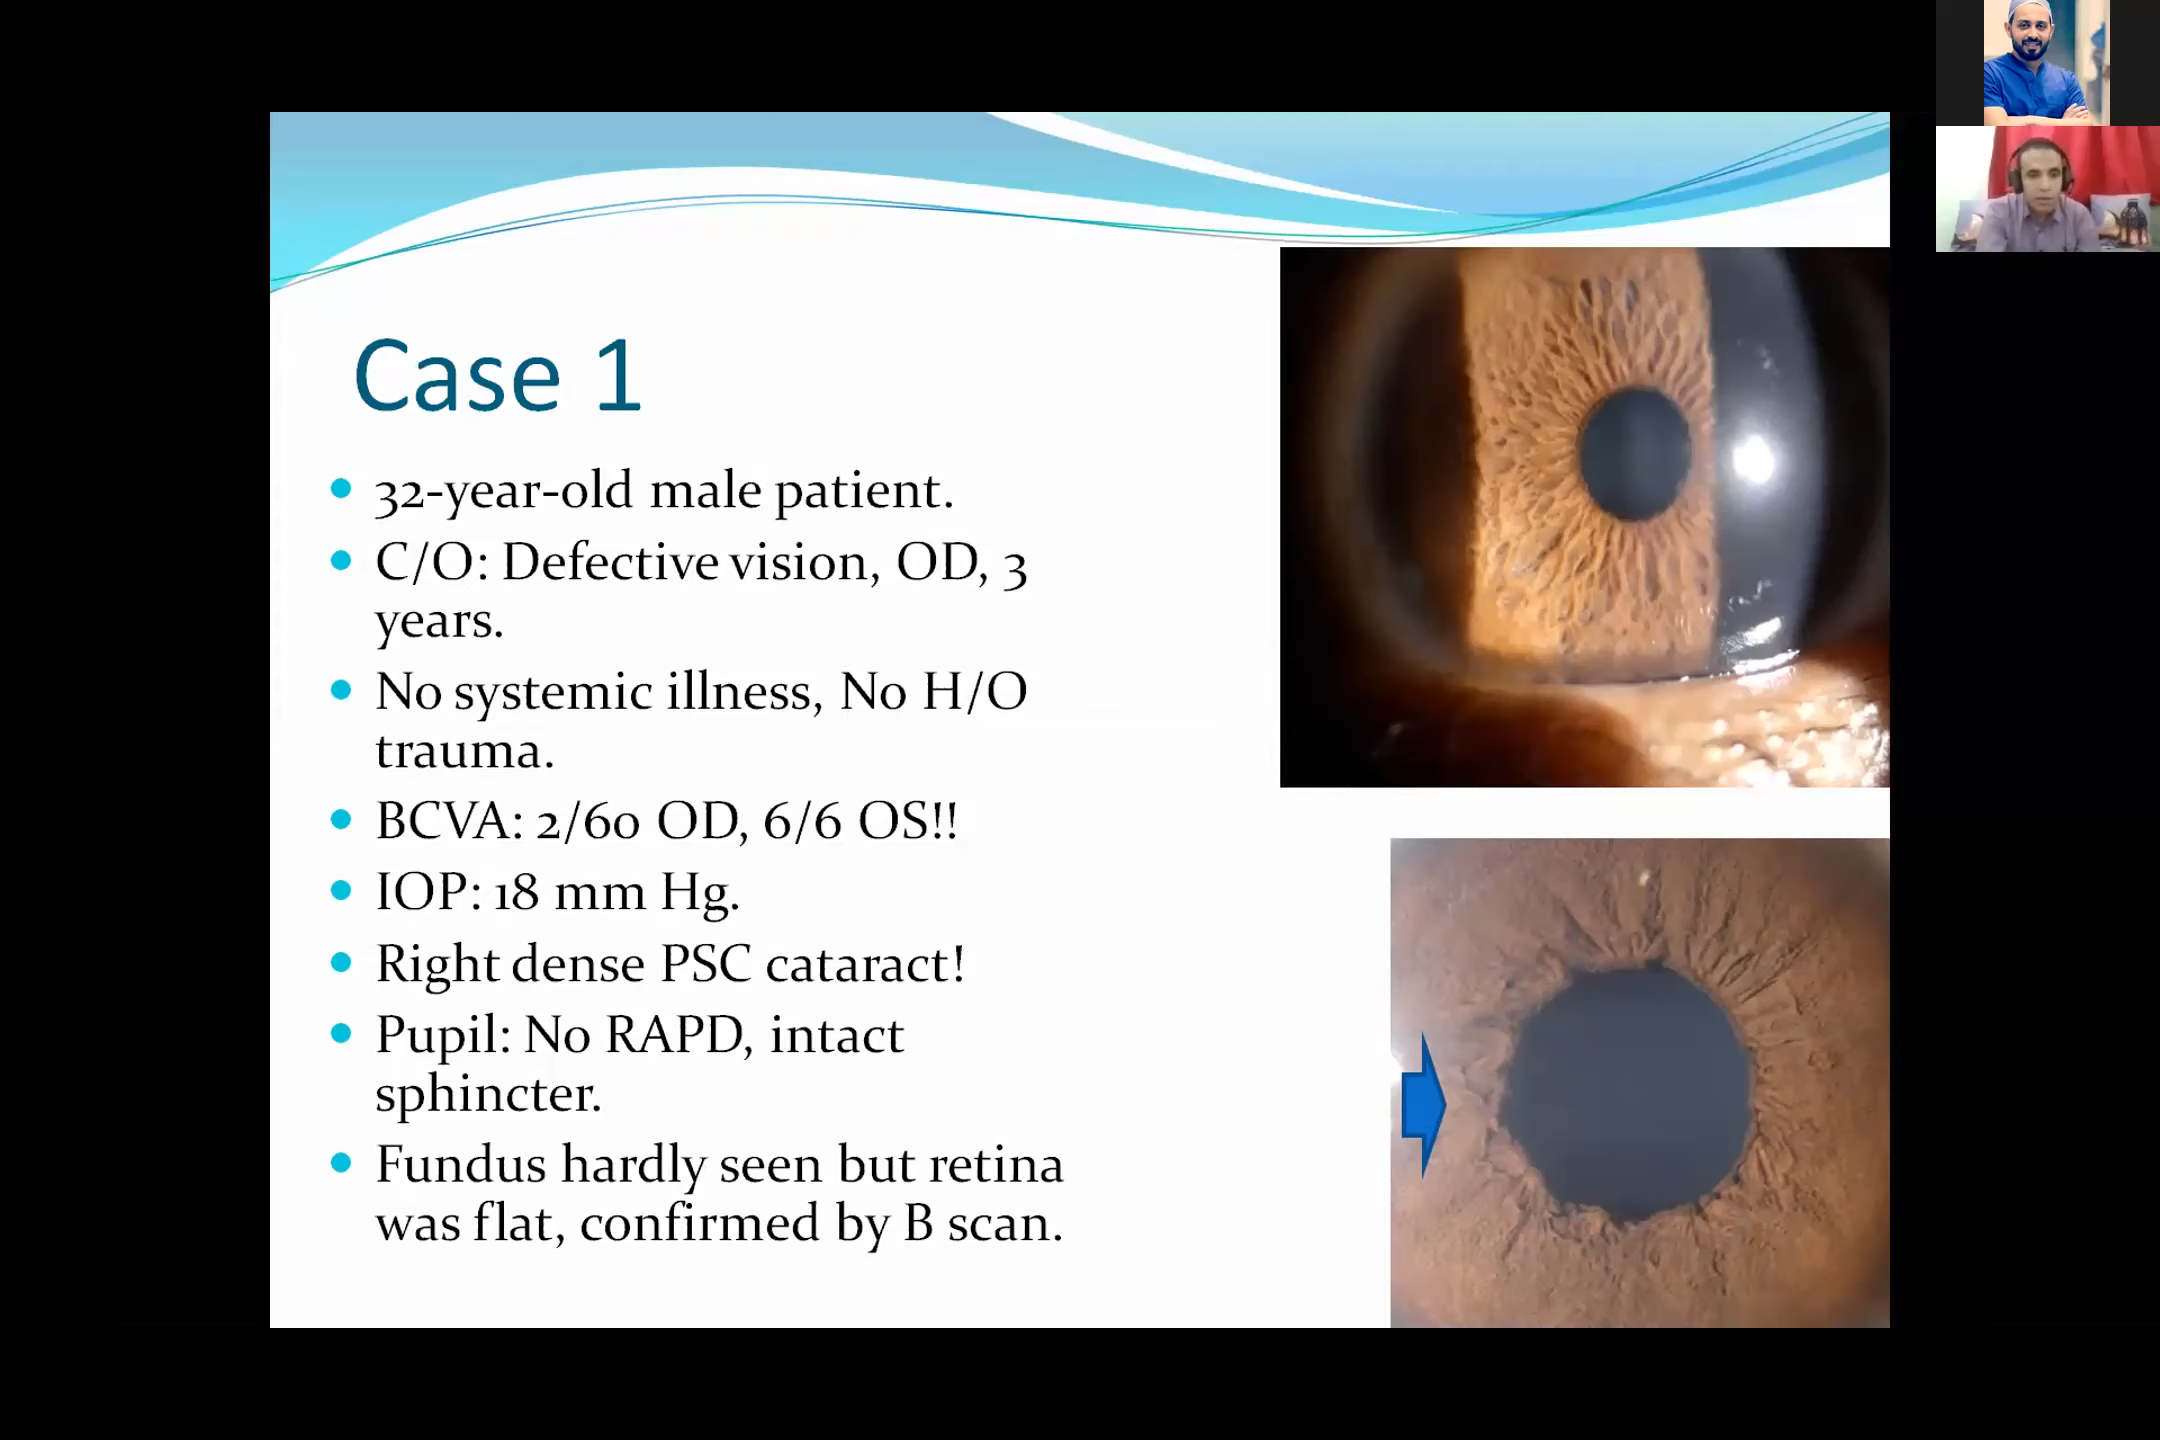 Case 1
32-year-old male patient.
C/O: Defective vision, OD, 3
years.
No systemic illness, No H/O
trauma.
BCVA: 2/60 OD, 6/6 OS!!
IOP: 18 mm Hg.
Right dense PSC cataract!
Pupil: No RAPD, intact
sphincter.
Fundus hardly seen but retina
was flat, confirmed by B scan.